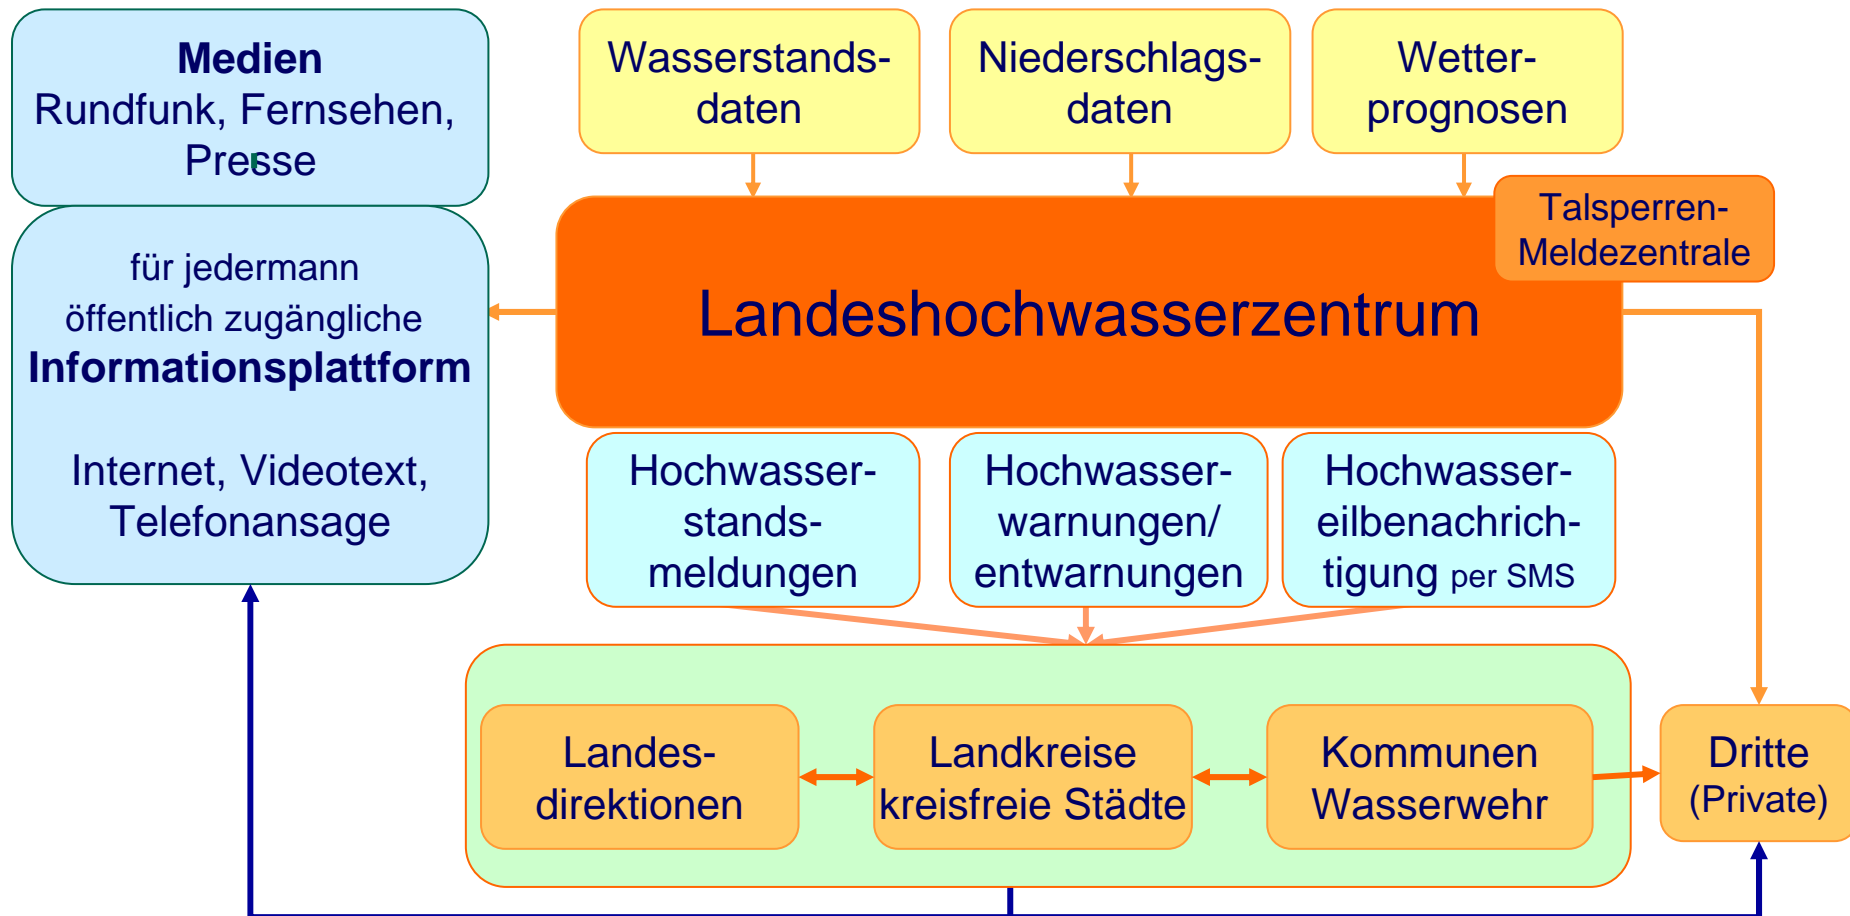 Medien
Rundfunk, Fernsehen,
Presse
für jedermann
öffentlich zugängliche
Informationsplattform
Internet, Videotext,
Telefonansage
Wasserstands-
daten
Niederschlags-
daten
Wetter-
prognosen
Talsperren-
Meldezentrale
Landeshochwasserzentrum
Hochwasser-
stands-
meldungen
Hochwasser-
warnungen/
entwarnungen
Hochwasser-
eilbenachrich-
tigung per SMS
Landes-
direktionen
Landkreise
kreisfreie Städte
Kommunen
Wasserwehr
Dritte
(Private)